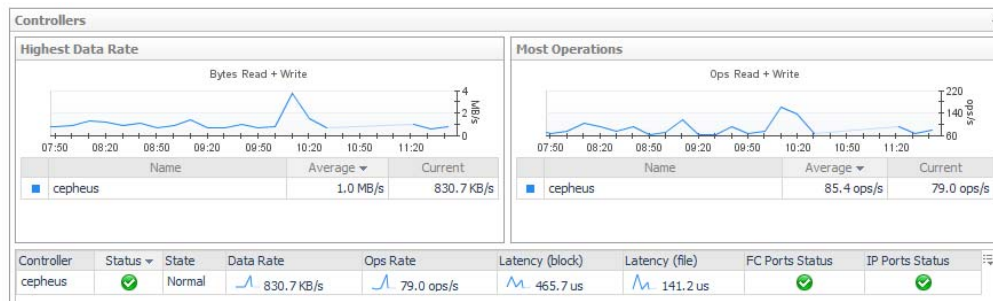 Controllers
Highest Data Rate
Bytes Read + Write
4
2
0
MB/s
07:50 08:20 08:50 09:20 09:50 10:20 10:50 11:20
Name Average Current
cepheus 1.0 MB/s 830.7 KB/s
Most Operations
Ops Read + Write
220
140
60
ops/s
07:50 08:20 08:50 09:20 09:50 10:20 10:50 11:20
Name Average Current
cepheus 85.4 ops/s 79.0 ops/s
Controller Status State Data Rate Ops Rate Latency (block) Latency (file) FC Ports Status IP Ports Status
cepheus Normal 830.7 KB/s 79.0 ops/s 465.7 us 141.2 us